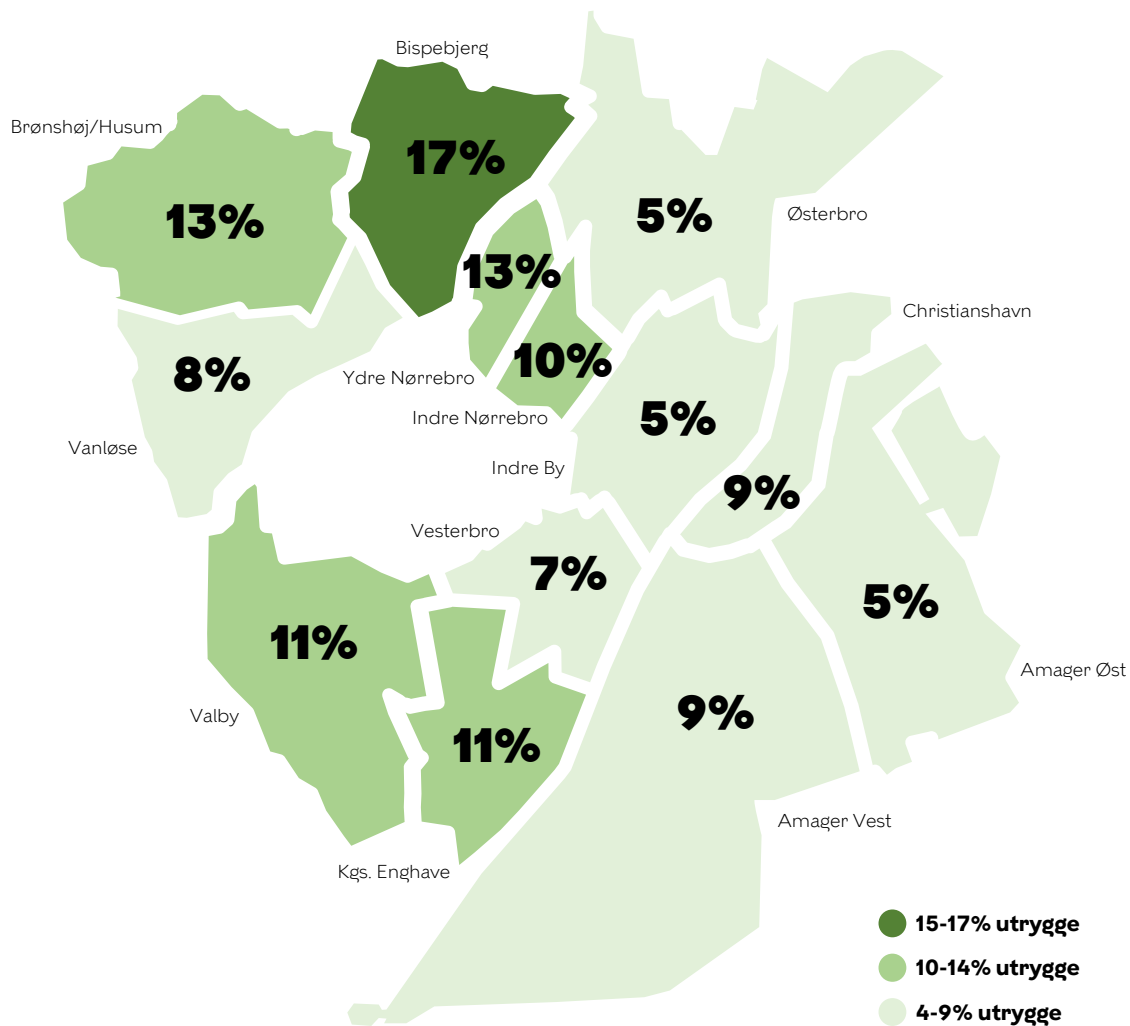 Bispebjerg
Brønshøj/Husum
17%
13%
5%
Østerbro
13%
Christianshavn
10%
8%
Ydre Nørrebro
Indre Nørrebro
5%
Vanløse
Indre By
9%
Vesterbro
7%
5%
11%
Amager Øst
Valby
9%
11%
Amager Vest
Kgs. Enghave
15-17% utrygge
10-14% utrygge
4-9% utrygge